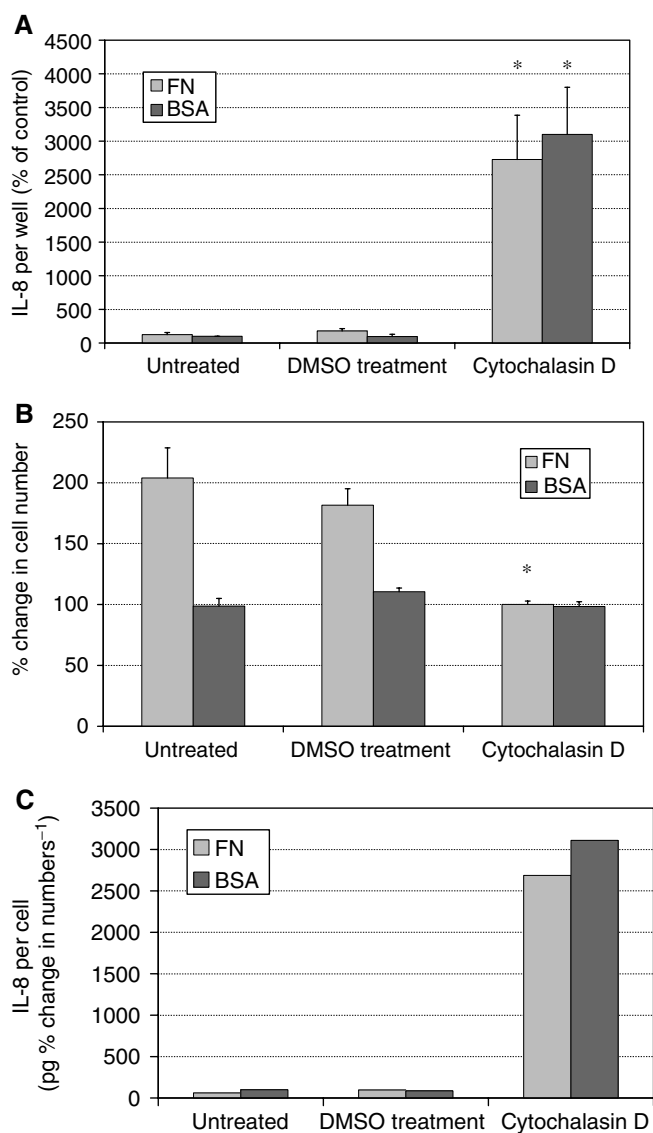 A
IL-8 per well (% of control)
4500
4000
3500
3000
2500
2000
1500
1000
500
0
FN
BSA
* *
Untreated DMSO treatment Cytochalasin D
B
% change in cell number
250
200
150
100
50
0
FN
BSA
*
Untreated DMSO treatment Cytochalasin D
C
IL-8 per cell
(pg % change in numbers⁻¹)
3500
3000
2500
2000
1500
1000
500
0
FN
BSA
Untreated DMSO treatment Cytochalasin D